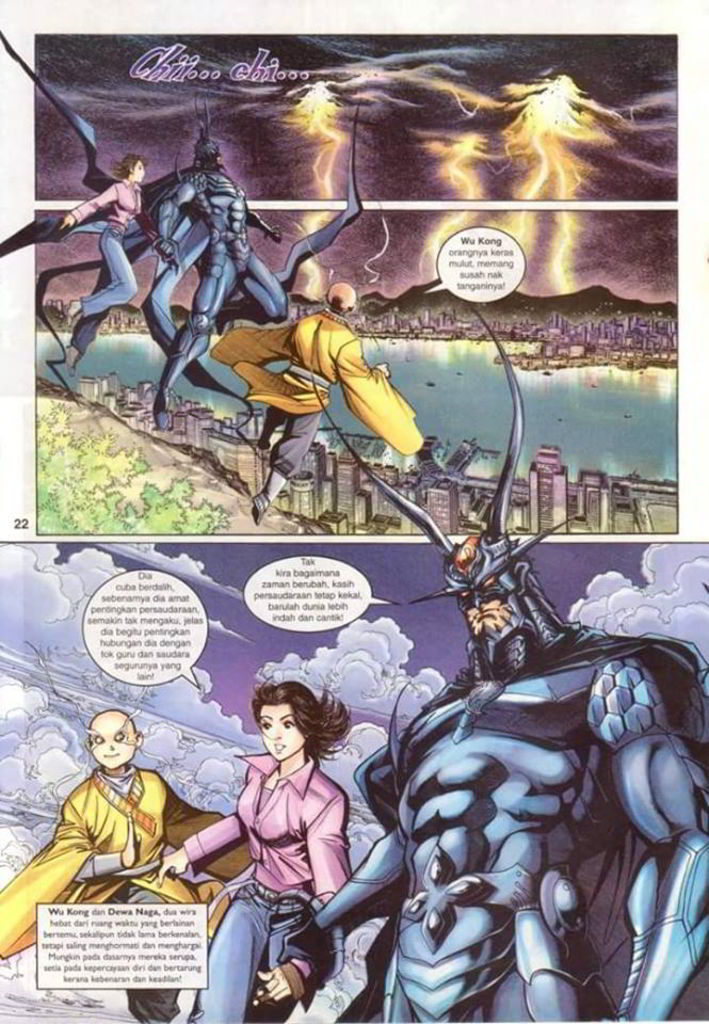 Chii... chi...
Wu Kong
orangnya keras
mulut, memang
susah nak
tanganinya!
22
Dia
cuba berdalih,
sebenarnya dia amat
pentingkan persaudaraan,
semakin tak mengaku, jelas
dia begitu pentingkan
hubungan dia dengan
tok guru dan saudara
segurunya yang
lain!
Tak
kira bagaimana
zaman berubah, kasih
persaudaraan tetap kekal,
barulah dunia lebih
indah dan cantik!
Wu Kong dan Dewa Naga, dua wira
hebat dari ruang waktu yang berlainan
bertemu, sekalipun tidak lama berkenalan,
tetapi saling menghormati dan menghargai.
Mungkin pada dasarnya mereka serupa,
setia pada kepercayaan diri dan bertarung
kerana kebenaran dan keadilan!